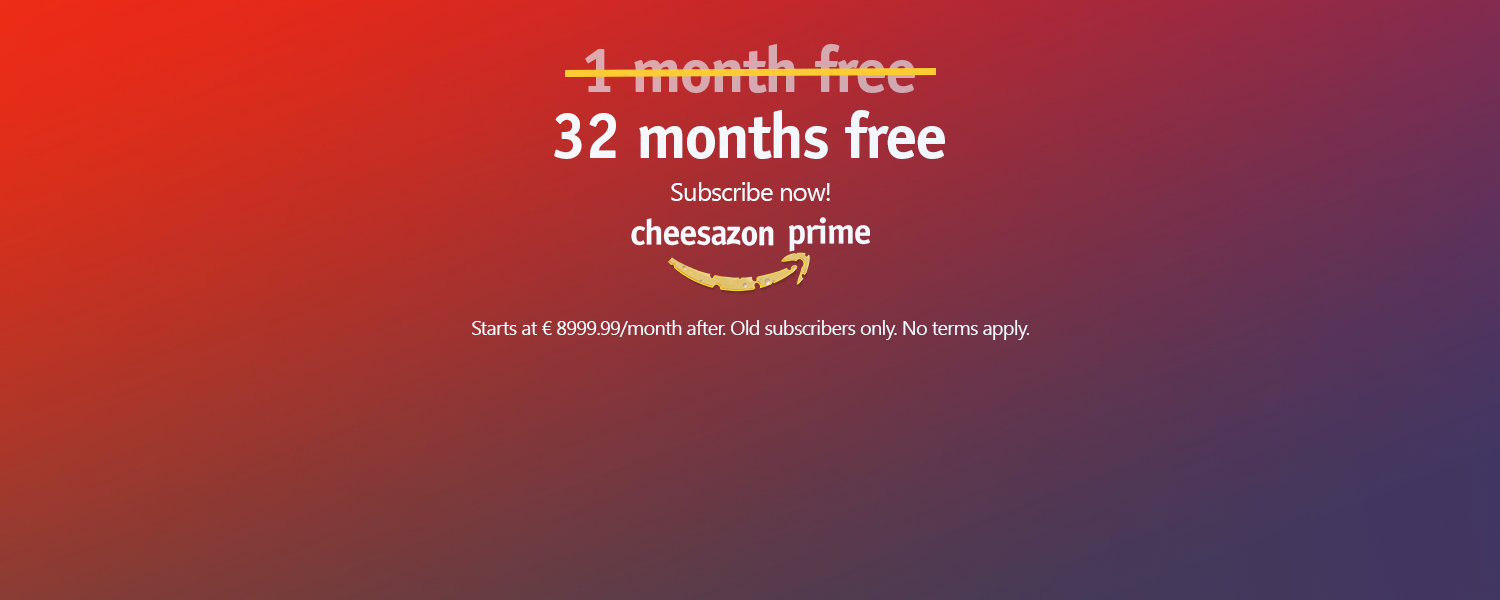 1 month free
32 months free
Subscribe now!
cheesazon prime
Starts at € 8999.99/month after. Old subscribers only. No terms apply.